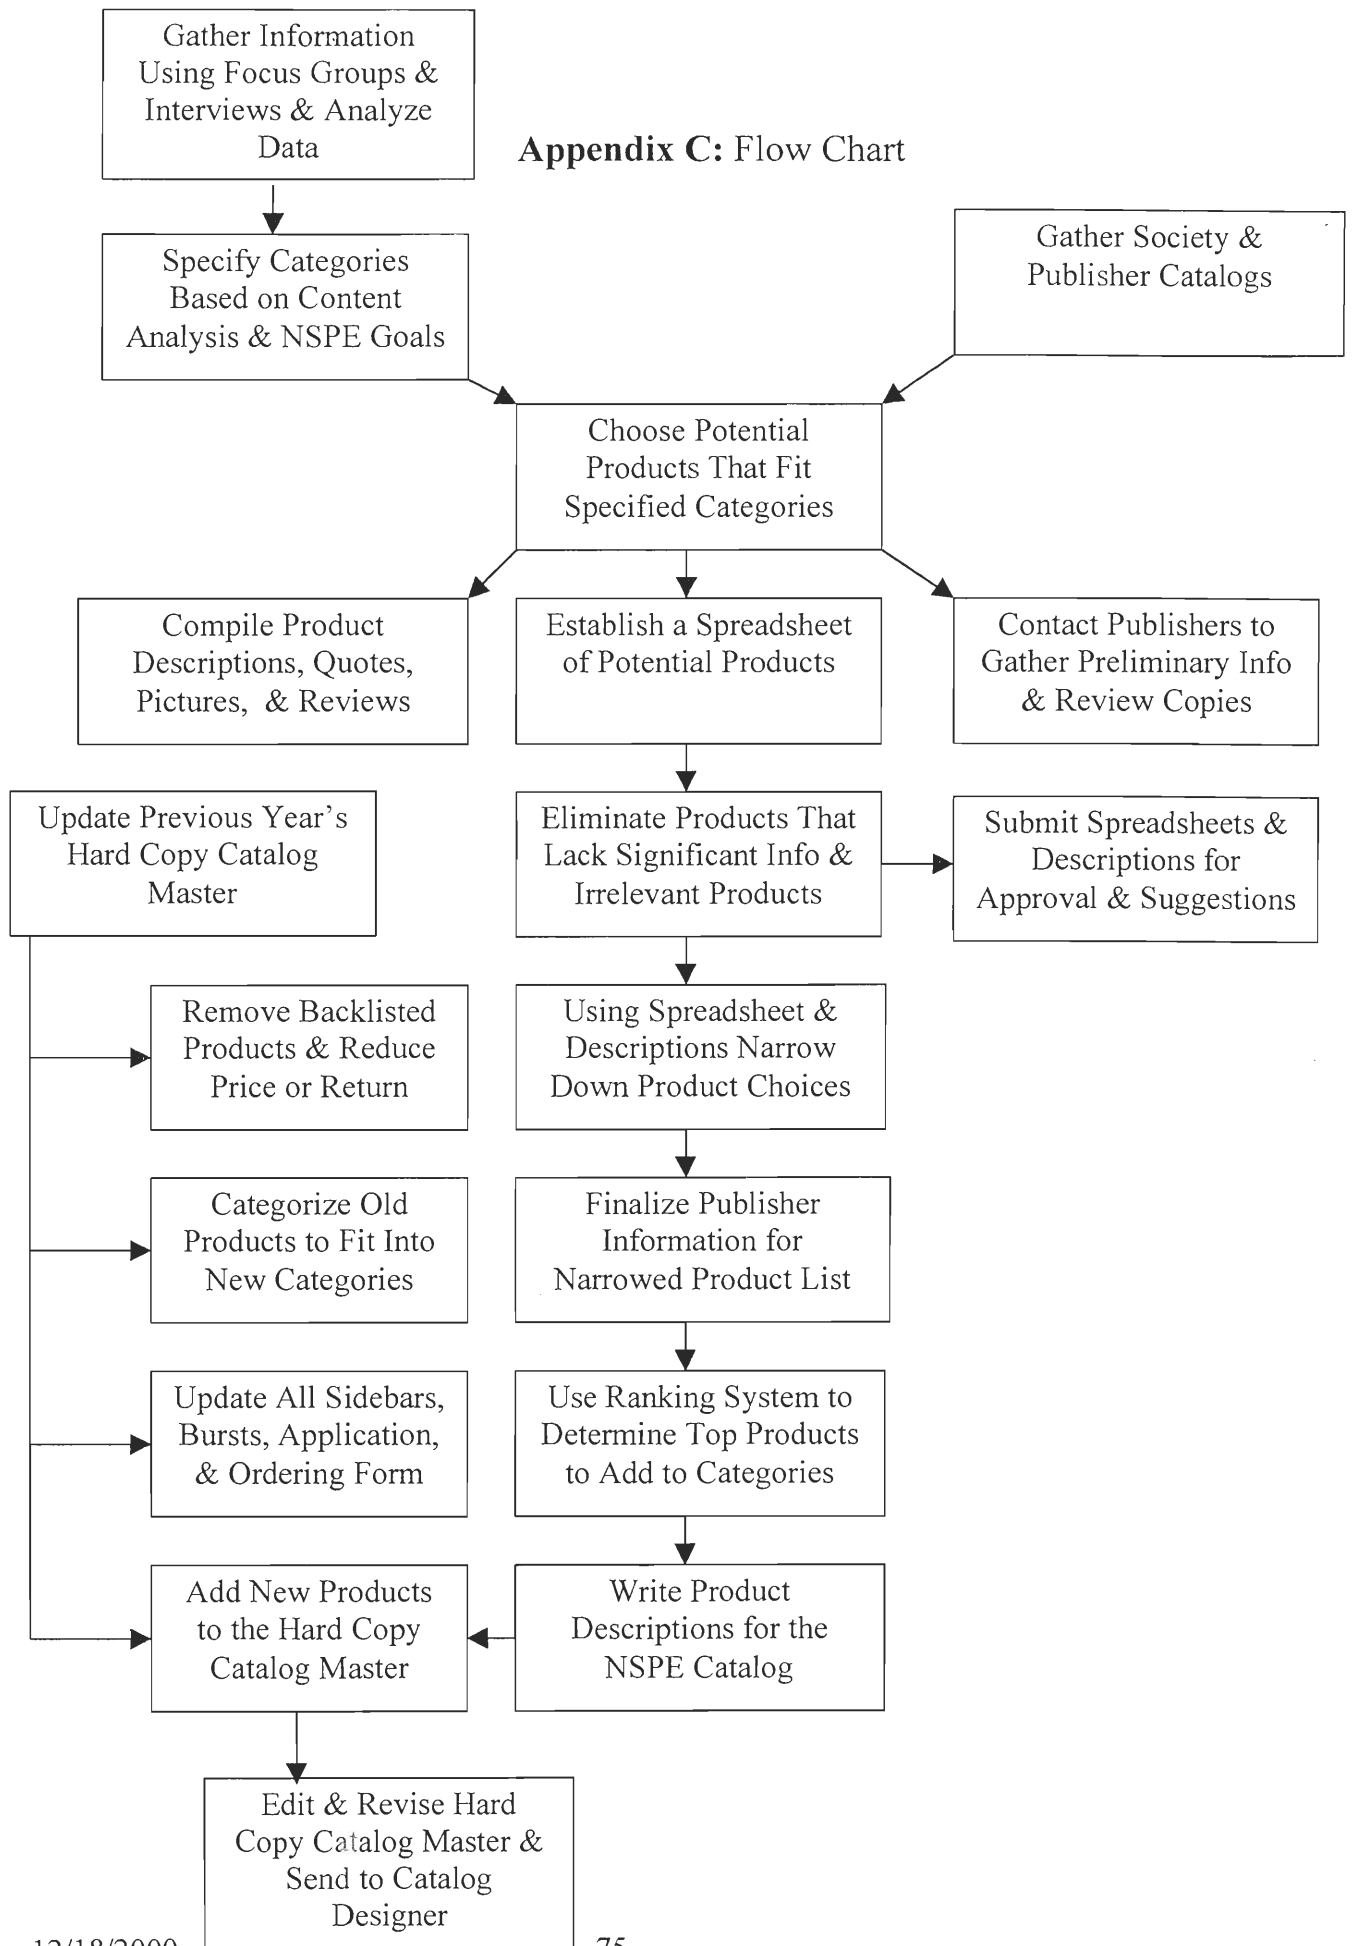 Gather Information
Using Focus Groups &
Interviews & Analyze
Data
Appendix C: Flow Chart
Specify Categories
Based on Content
Analysis & NSPE Goals
Gather Society &
Publisher Catalogs
Choose Potential
Products That Fit
Specified Categories
Compile Product
Descriptions, Quotes,
Pictures, & Reviews
Establish a Spreadsheet
of Potential Products
Contact Publishers to
Gather Preliminary Info
& Review Copies
Update Previous Year's
Hard Copy Catalog
Master
Eliminate Products That
Lack Significant Info &
Irrelevant Products
Submit Spreadsheets &
Descriptions for
Approval & Suggestions
Remove Backlisted
Products & Reduce
Price or Return
Using Spreadsheet &
Descriptions Narrow
Down Product Choices
Categorize Old
Products to Fit Into
New Categories
Finalize Publisher
Information for
Narrowed Product List
Update All Sidebars,
Bursts, Application,
& Ordering Form
Use Ranking System to
Determine Top Products
to Add to Categories
Add New Products
to the Hard Copy
Catalog Master
Write Product
Descriptions for the
NSPE Catalog
Edit & Revise Hard
Copy Catalog Master &
Send to Catalog
Designer
12/18/2000
75